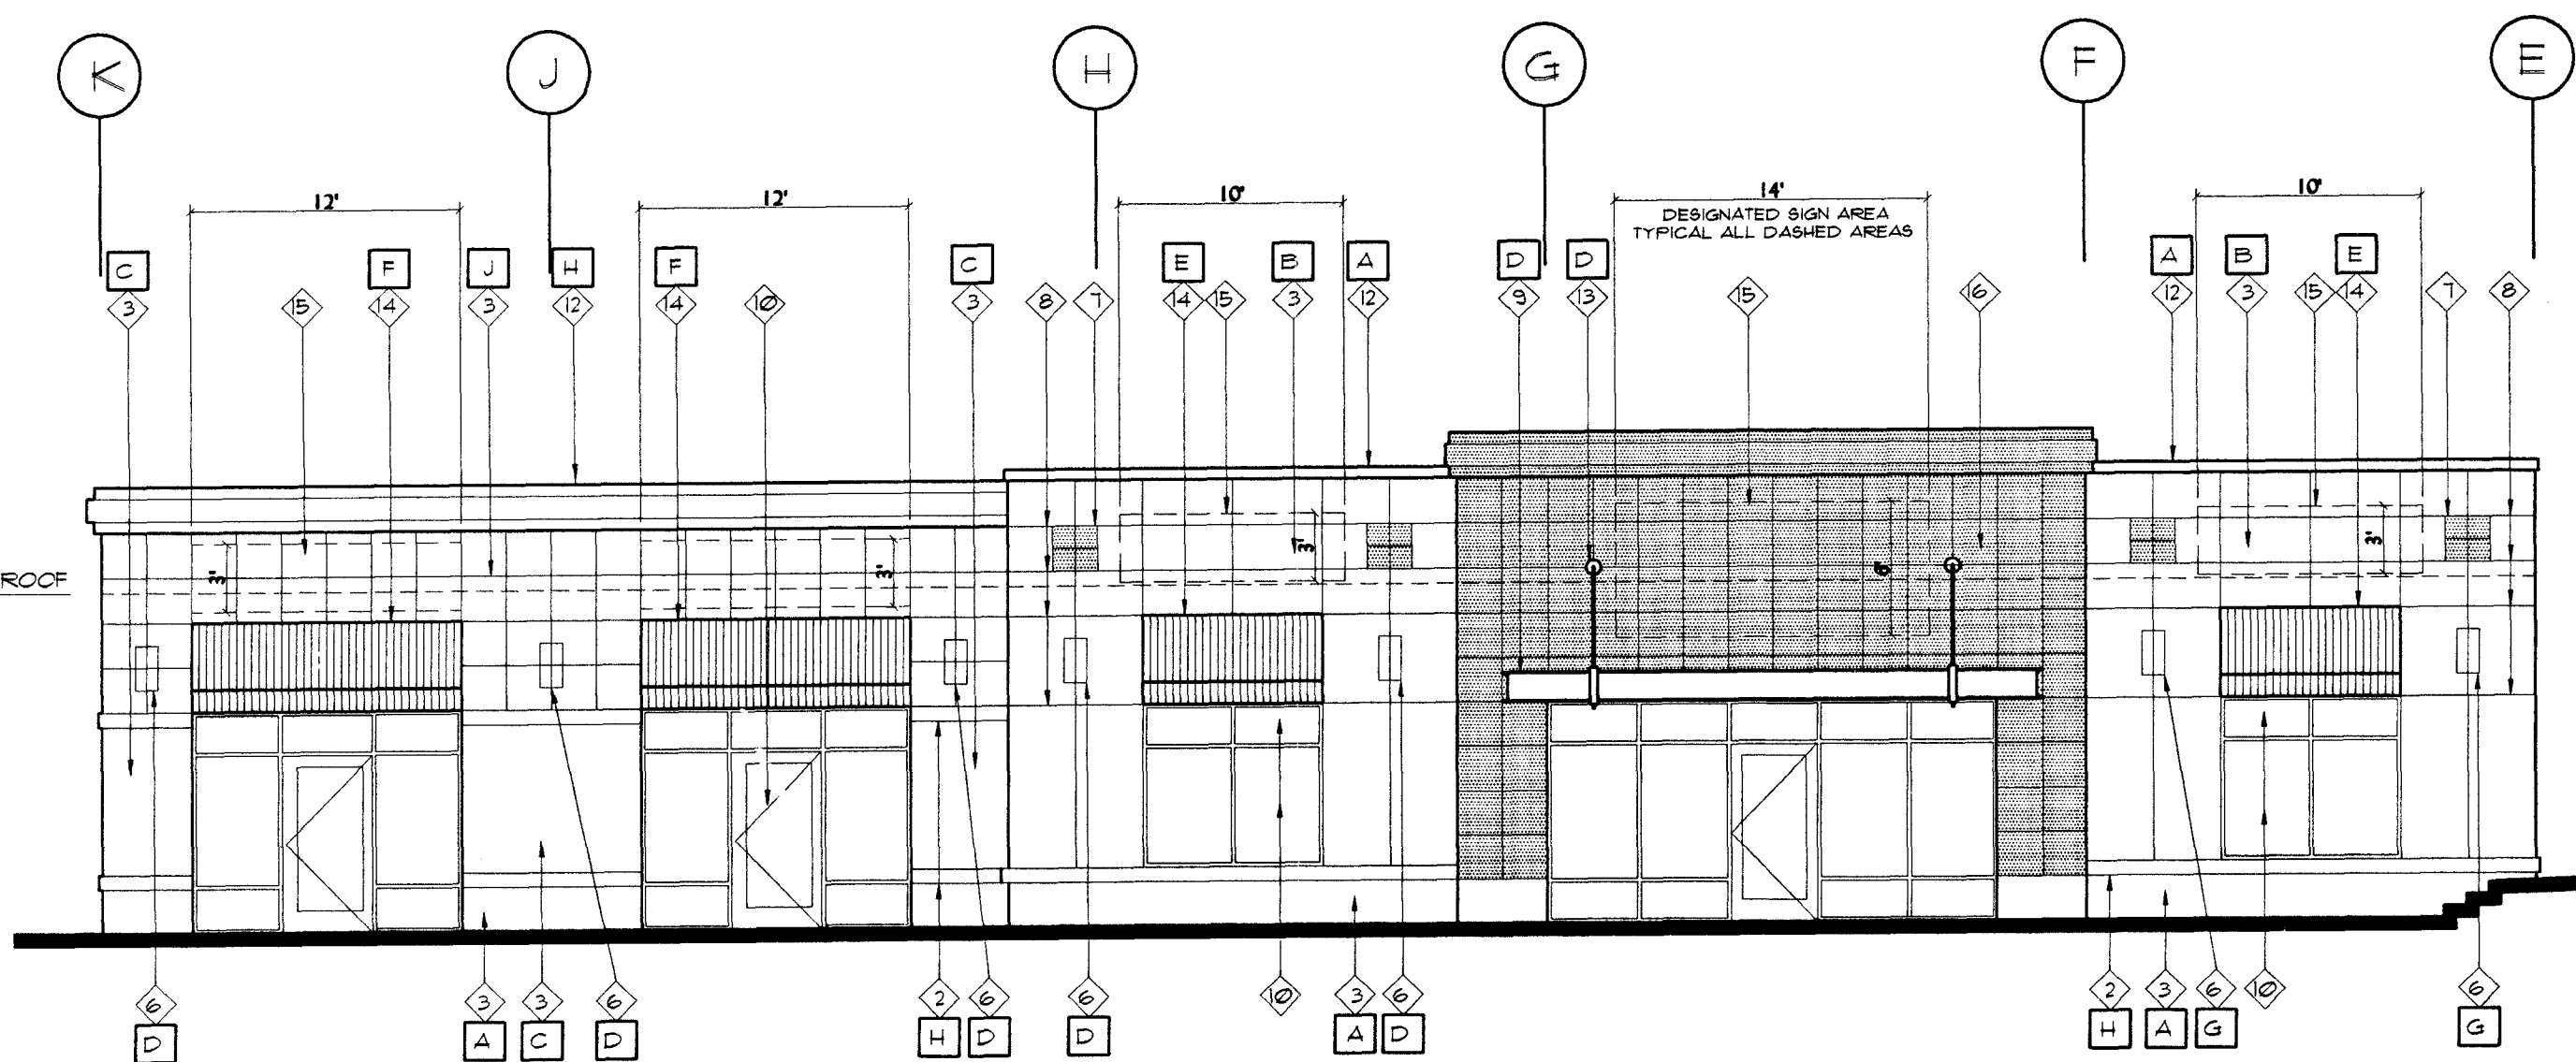 K J H G F E
12' 12' 10' 14' 10'
DESIGNATED SIGN AREA
TYPICAL ALL DASHED AREAS
C F J H F C E B A D D A B E
3 15 14 3 12 14 10 3 8 7 14 15 3 12 9 13 15 16 12 3 15 14 7 8
3' 3' 3' 6' 3'
ROOF
6 3 3 6 2 6 6 10 3 6 2 3 6 10 6
D A C D H D D A D H A G G